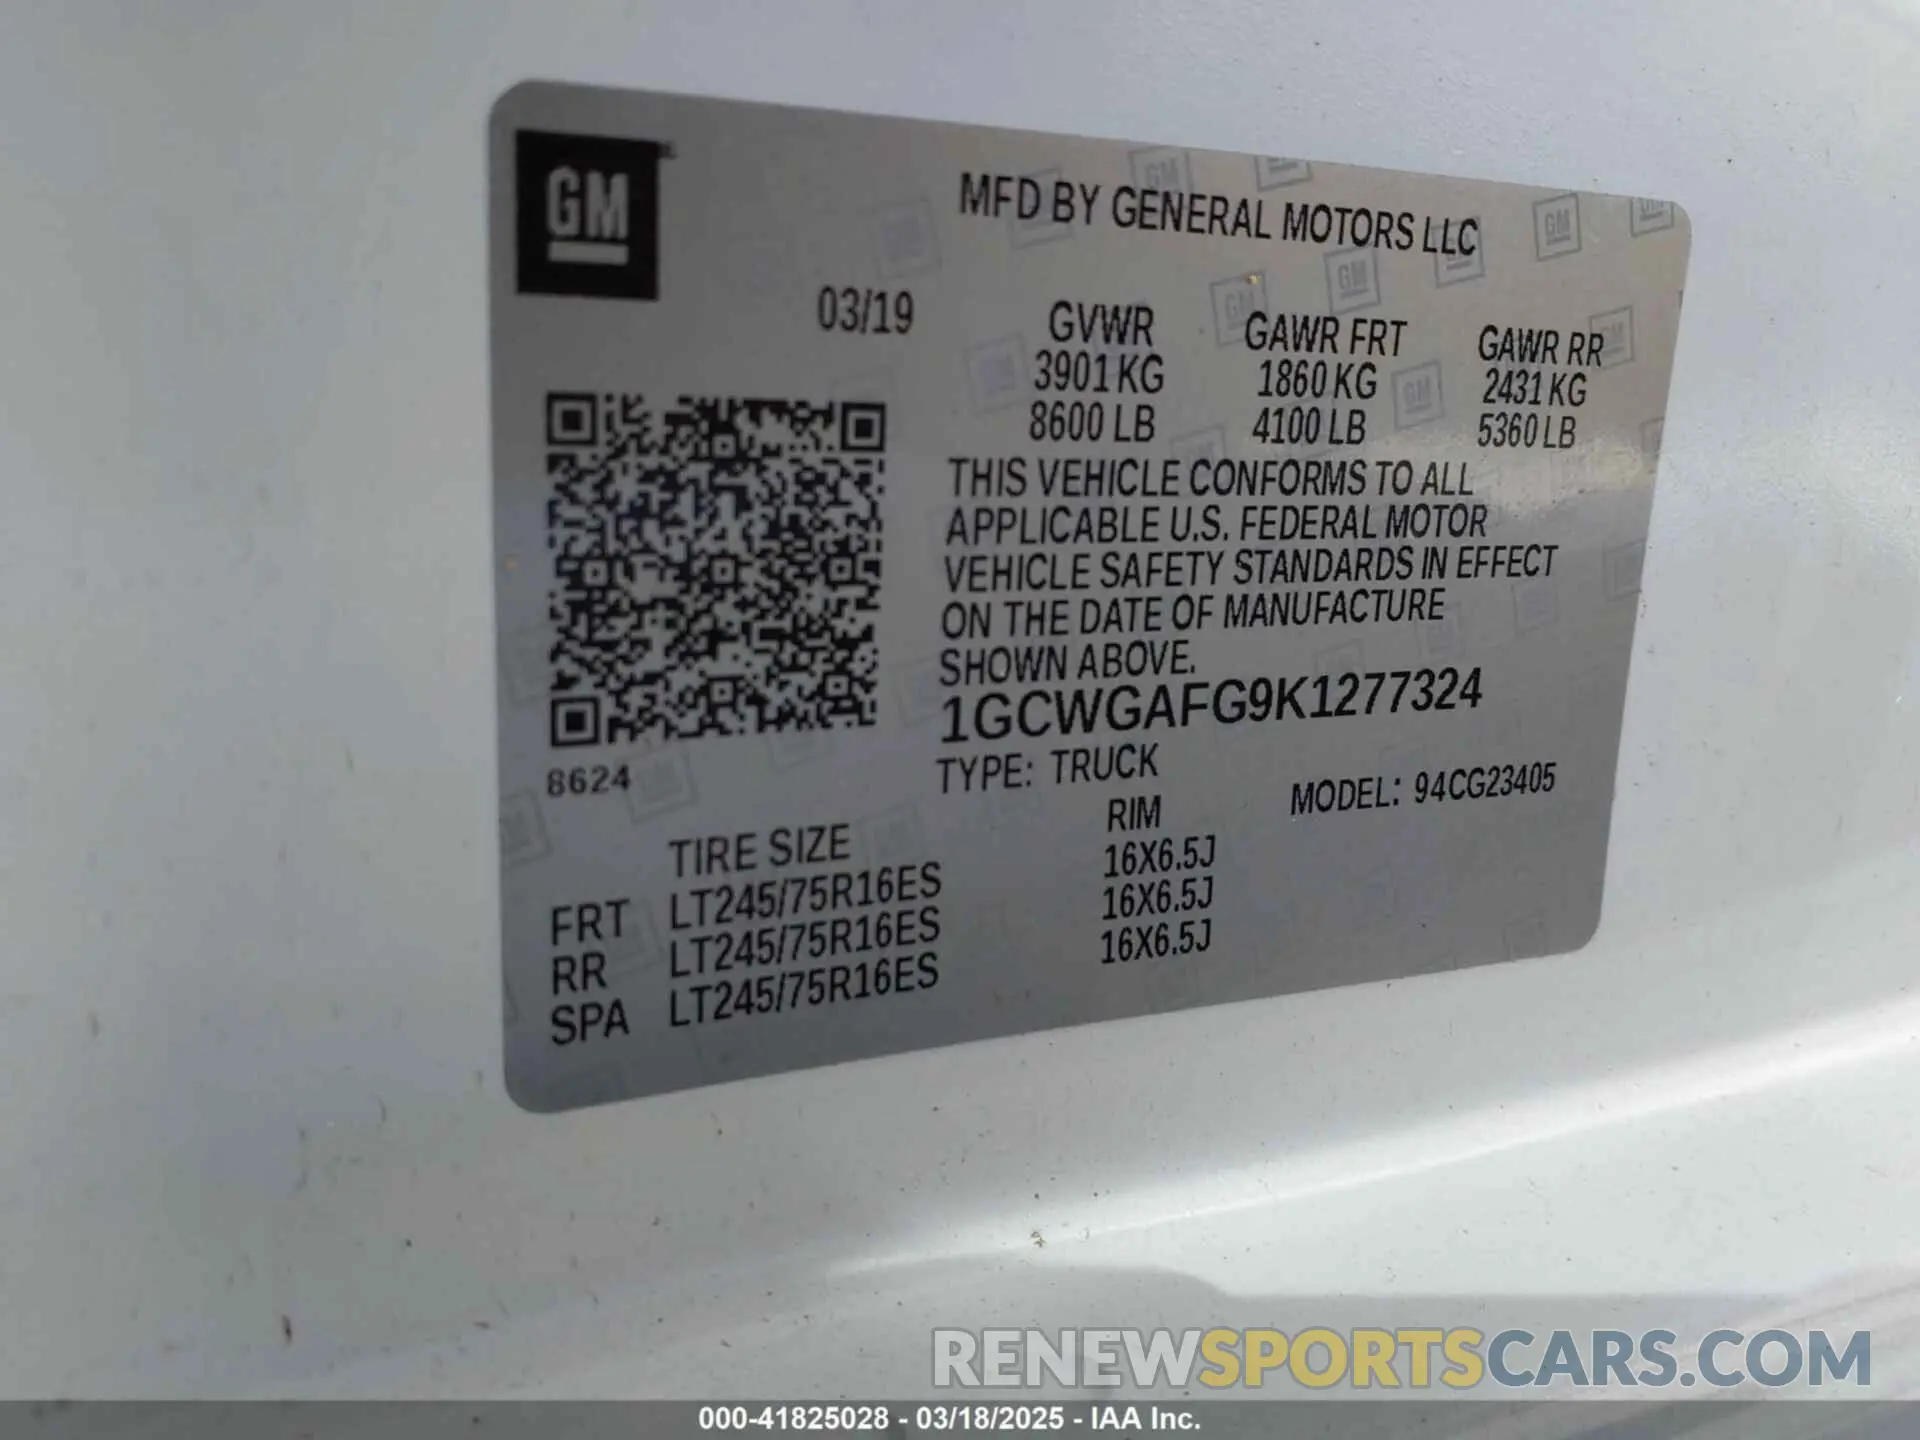 GM
MFD BY GENERAL MOTORS LLC
03/19
GVWR GAWR FRT GAWR RR
3901 KG 1860 KG 2431 KG
8600 LB 4100 LB 5360 LB
THIS VEHICLE CONFORMS TO ALL
APPLICABLE U.S. FEDERAL MOTOR
VEHICLE SAFETY STANDARDS IN EFFECT
ON THE DATE OF MANUFACTURE
SHOWN ABOVE.
1GCWGAFG9K1277324
8624
TYPE: TRUCK MODEL: 94CG23405
TIRE SIZE RIM
FRT LT245/75R16ES 16X6.5J
RR LT245/75R16ES 16X6.5J
SPA LT245/75R16ES 16X6.5J
RENEWSPORTSCARS.COM
000-41825028 - 03/18/2025 - IAA Inc.